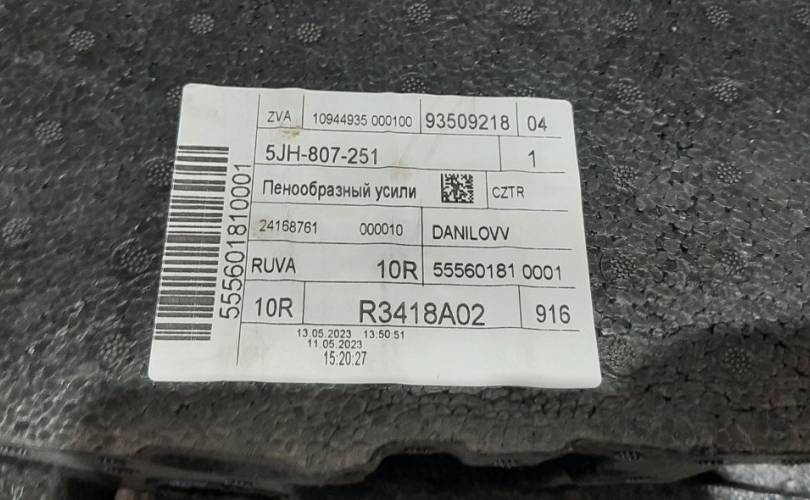 ZVA 10944935 000100 93509218 04
5JH-807-251 1
Пенообразный усили CZTR
24168761 000010 DANILOVV
RUVA 10R 55560181 0001
10R R3418A02 916
13.05.2023 13:50:51
11.05.2023
15:20:27
555601810001